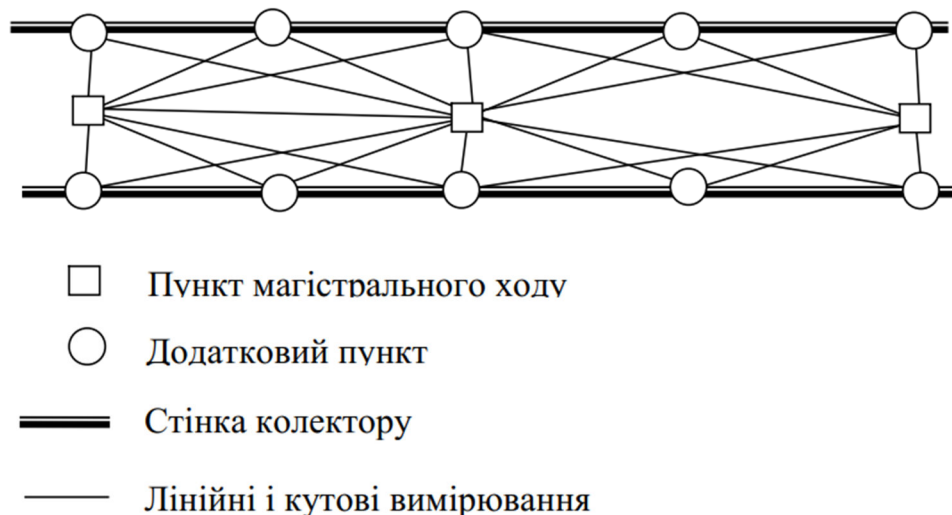 Пункт магістрального ходу
Додатковий пункт
Стінка колектору
Лінійні і кутові вимірювання